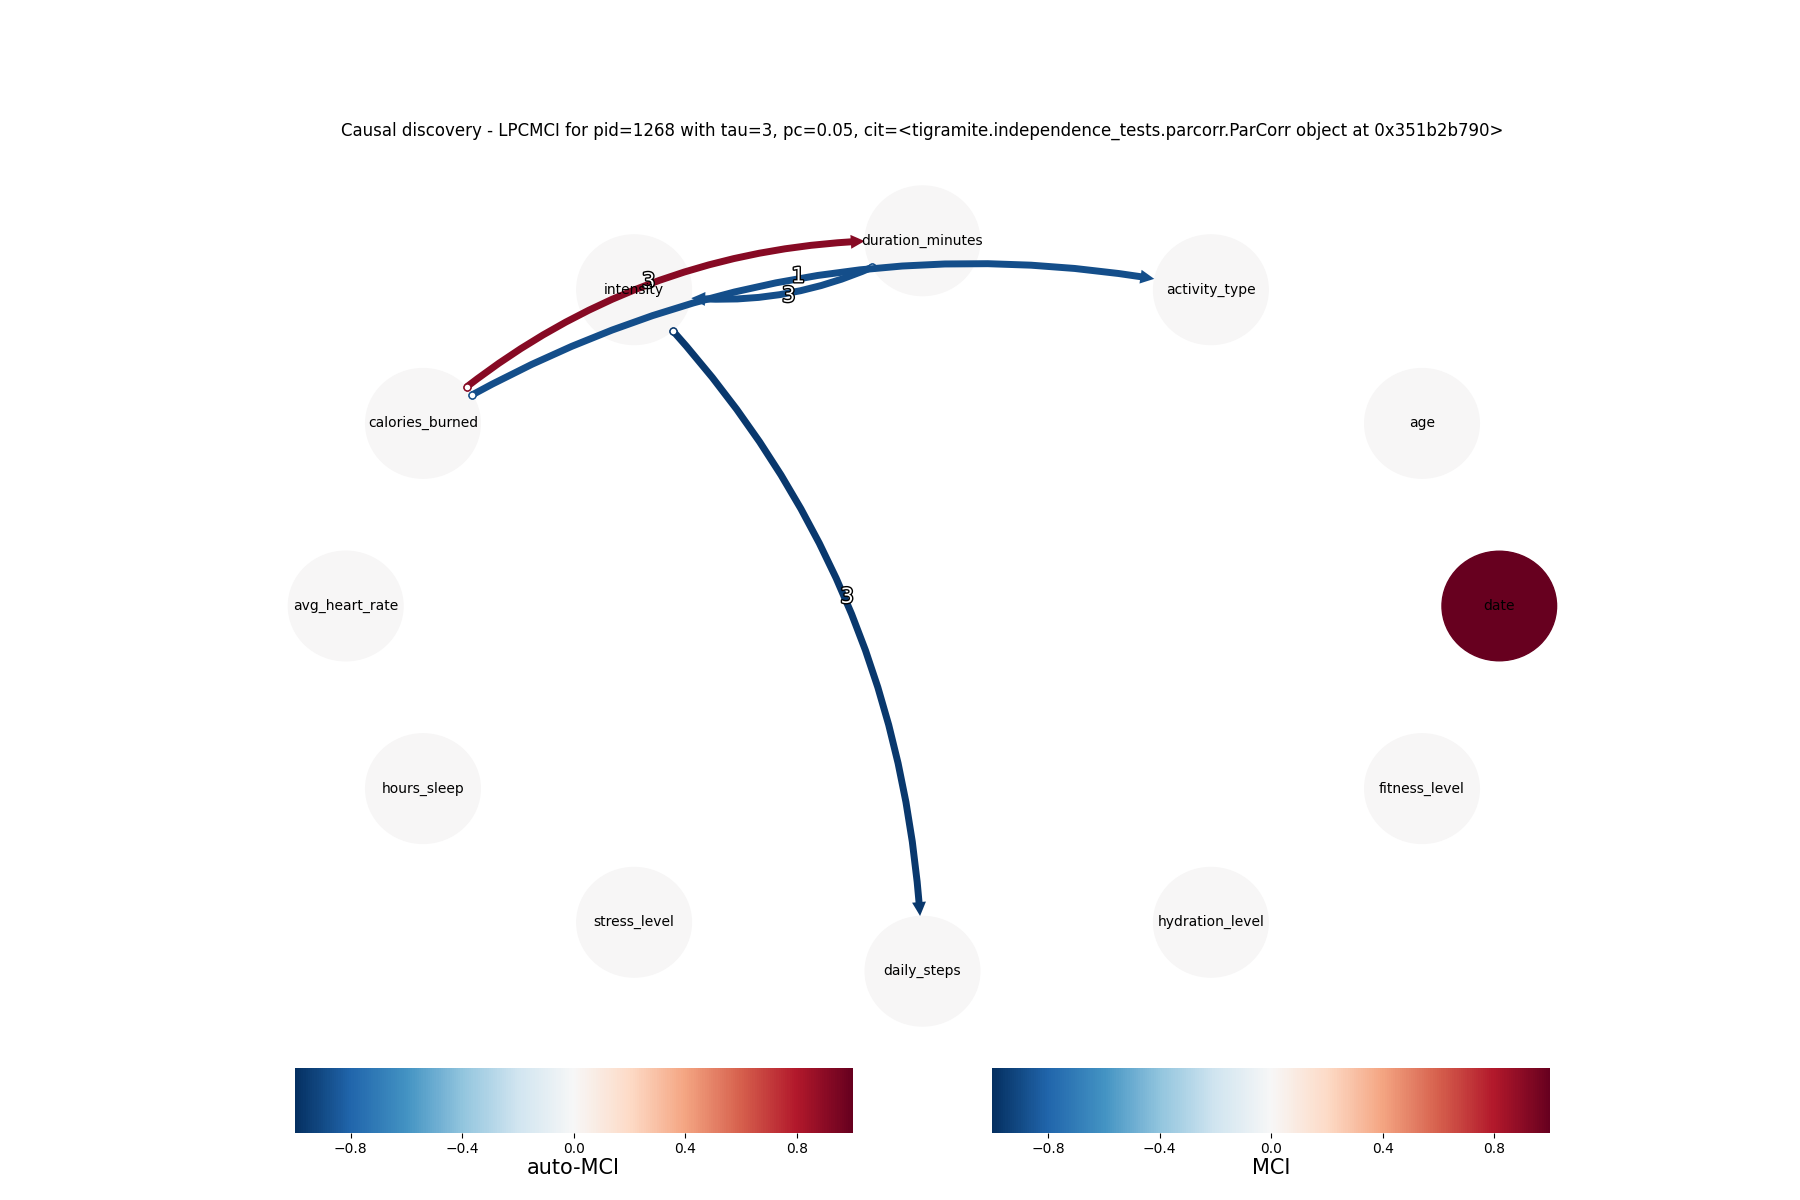 Causal discovery - LPCMCI for pid=1268 with tau=3, pc=0.05, cit=<tigramite.independence_tests.parcorr.ParCorr object at 0x351b2b790>
duration_minutes
intensity
activity_type
3
1
3
calories_burned
age
avg_heart_rate
3
date
hours_sleep
fitness_level
stress_level
hydration_level
daily_steps
−0.8 −0.4 0.0 0.4 0.8
auto-MCI
−0.8 −0.4 0.0 0.4 0.8
MCI